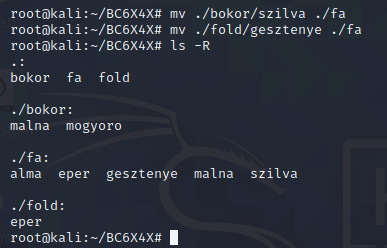 root@kali:~/BC6X4X# mv ./bokor/szilva ./fa
root@kali:~/BC6X4X# mv ./fold/gesztenye ./fa
root@kali:~/BC6X4X# ls -R
.:
bokor  fa  fold

./bokor:
malna  mogyoro

./fa:
alma  eper  gesztenye  malna  szilva

./fold:
eper
root@kali:~/BC6X4X#